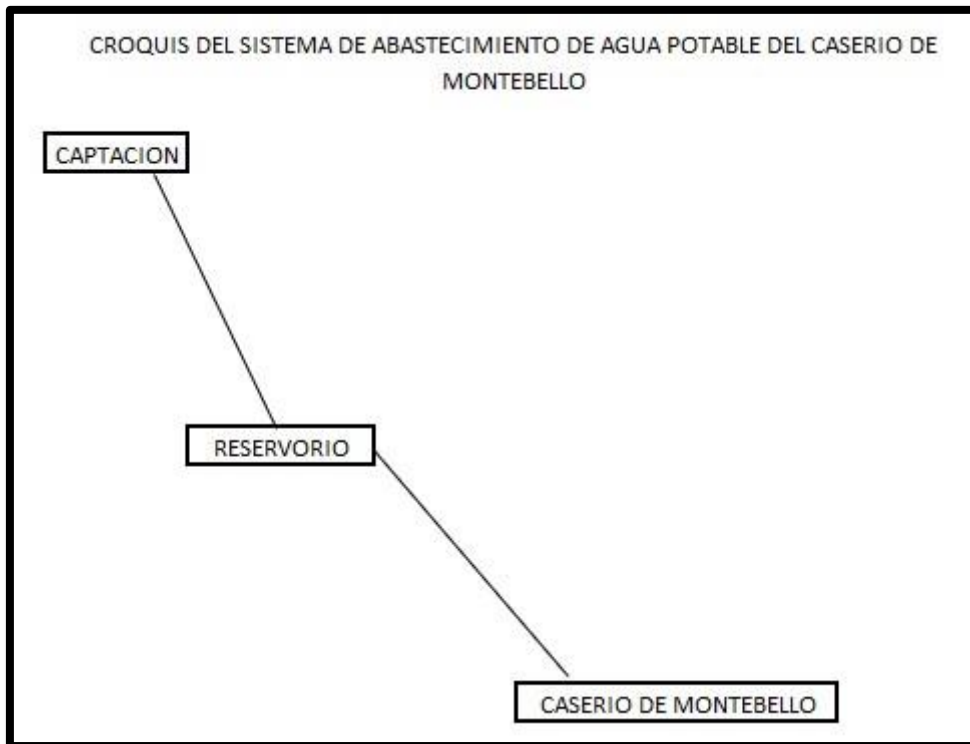 CROQUIS DEL SISTEMA DE ABASTECIMIENTO DE AGUA POTABLE DEL CASERIO DE
MONTEBELLO
CAPTACION
RESERVORIO
CASERIO DE MONTEBELLO